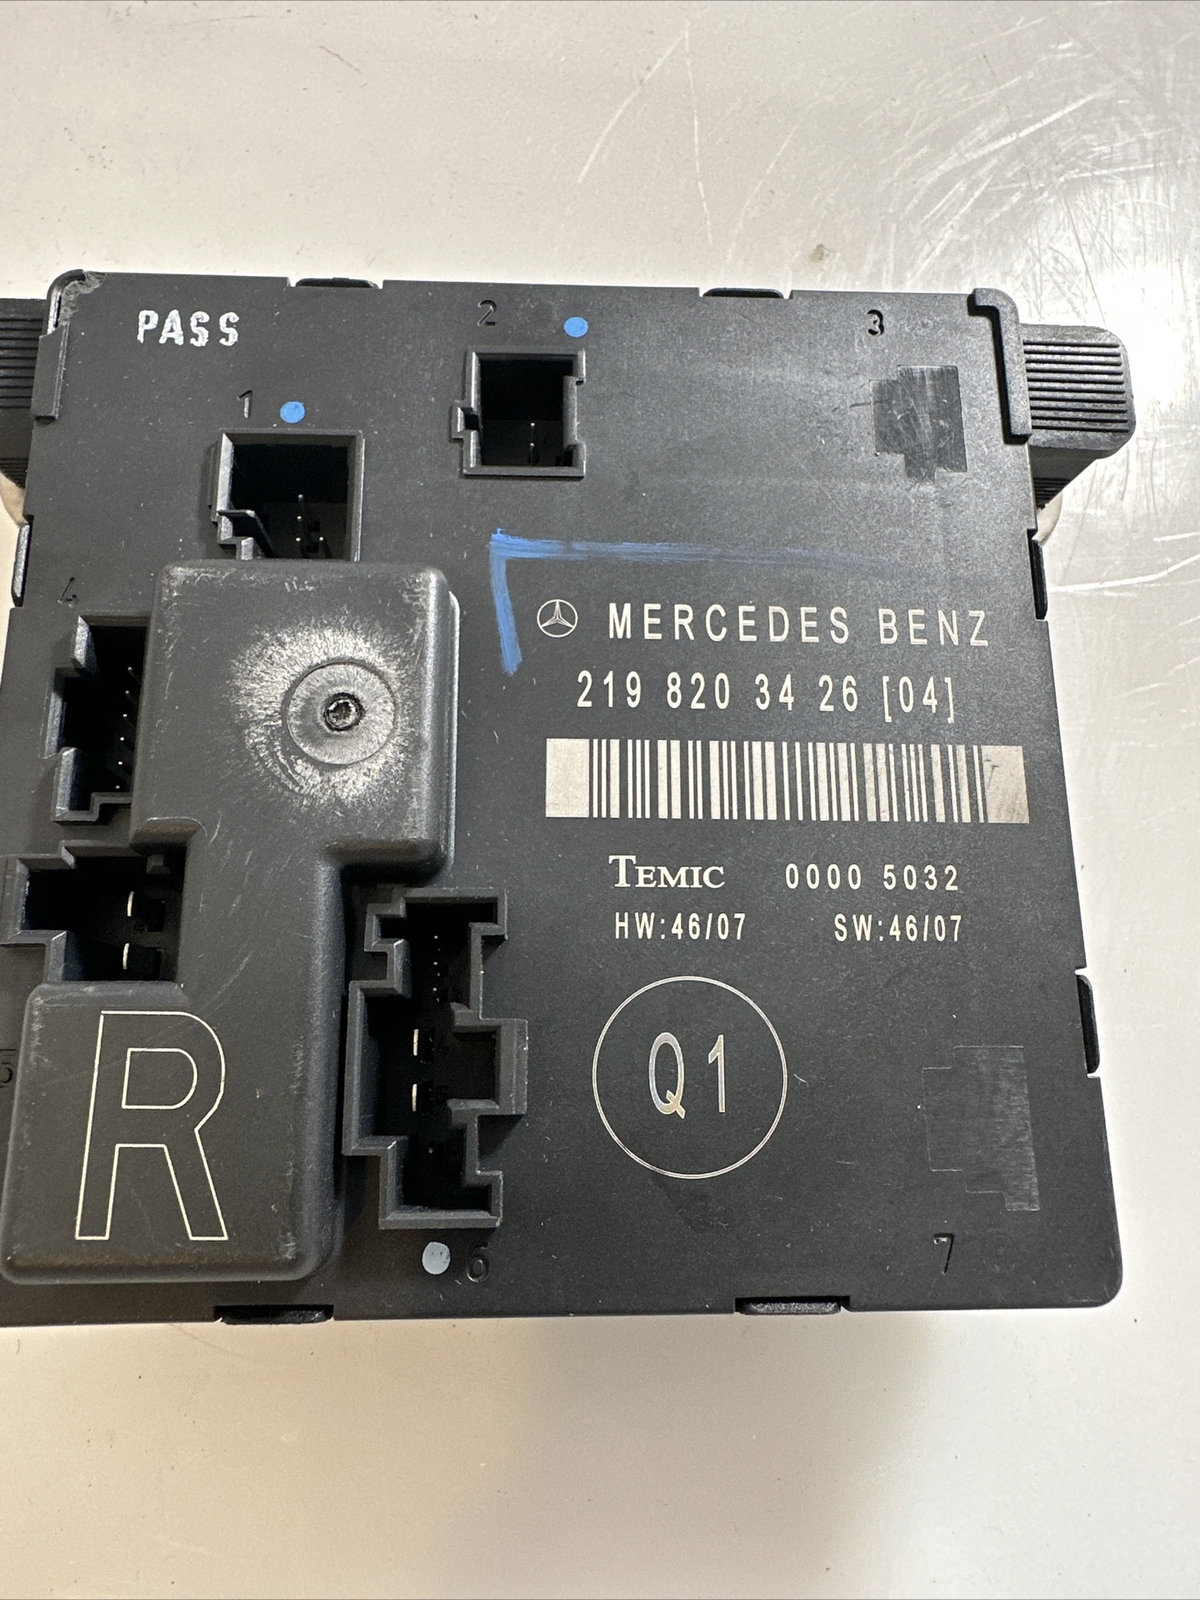 PASS
2
3
1
MERCEDES BENZ
219 820 34 26 [04]
4
TEMIC 0000 5032
HW:46/07 SW:46/07
Q1
5
R
6
7